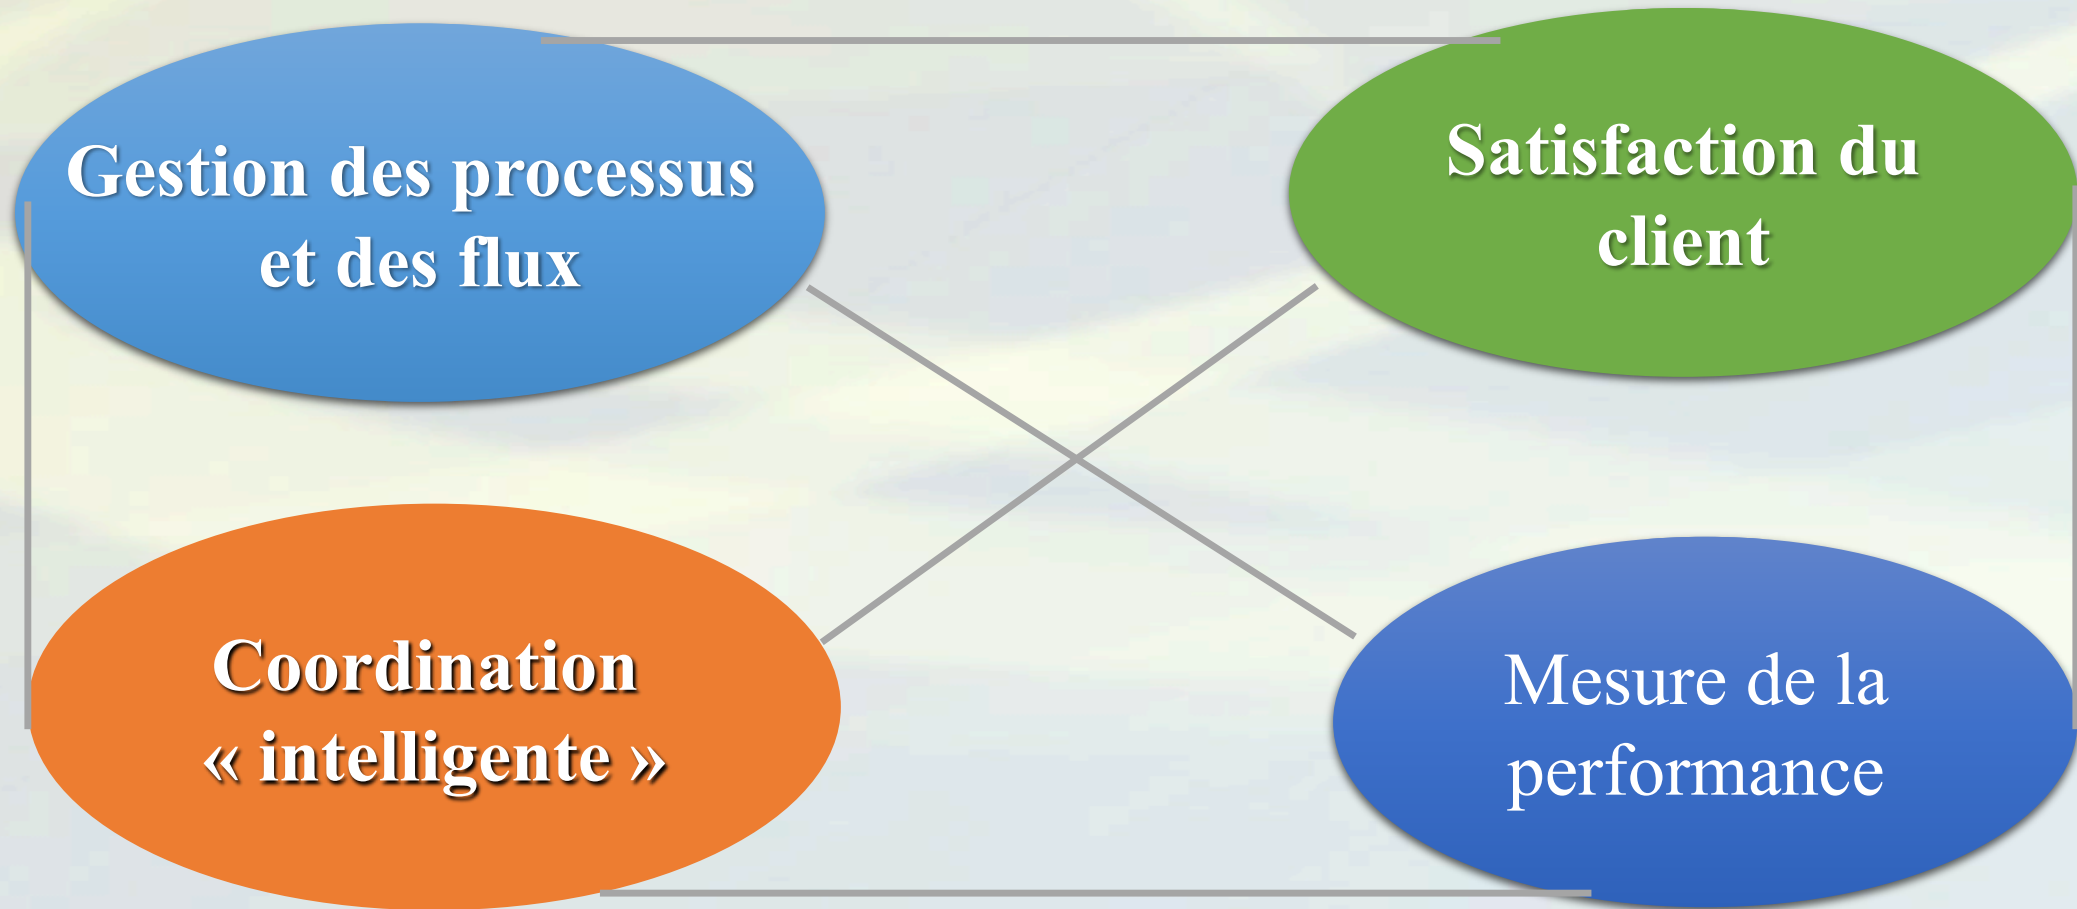 Gestion des processus
et des flux
Satisfaction du
client
Coordination
« intelligente »
Mesure de la
performance